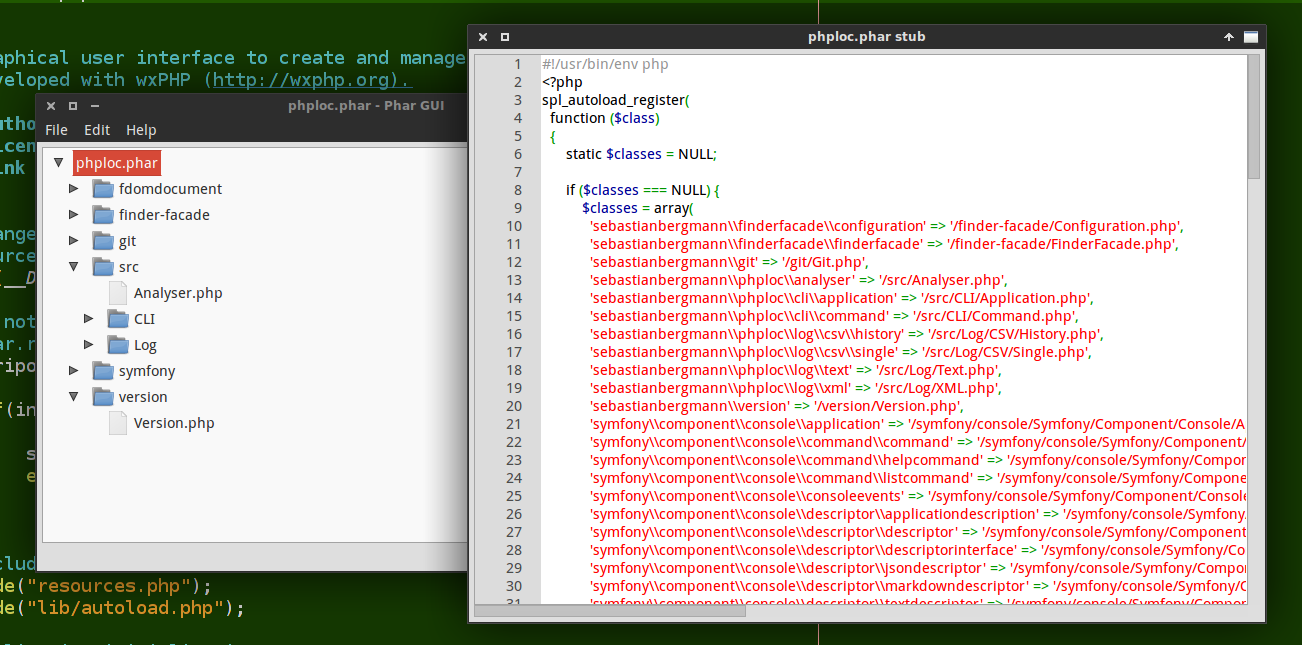 aphical user interface to create and manage
veloped with wxPHP (http://wxphp.org).
utho
icen
ink
ange
urce
(__D
not
ar.r
ripo
f(in
s
e
clud
de("resources.php");
de("lib/autoload.php");
phploc.phar - Phar GUI
File Edit Help
phploc.phar
fdomdocument
finder-facade
git
src
Analyser.php
CLI
Log
symfony
version
Version.php
phploc.phar stub
1 #!/usr/bin/env php
2 <?php
3 spl_autoload_register(
4 function ($class)
5 {
6 static $classes = NULL;
7
8 if ($classes === NULL) {
9 $classes = array(
10 'sebastianbergmann\\finderfacade\\configuration' => '/finder-facade/Configuration.php',
11 'sebastianbergmann\\finderfacade\\finderfacade' => '/finder-facade/FinderFacade.php',
12 'sebastianbergmann\\git' => '/git/Git.php',
13 'sebastianbergmann\\phploc\\analyser' => '/src/Analyser.php',
14 'sebastianbergmann\\phploc\\cli\\application' => '/src/CLI/Application.php',
15 'sebastianbergmann\\phploc\\cli\\command' => '/src/CLI/Command.php',
16 'sebastianbergmann\\phploc\\log\\csv\\history' => '/src/Log/CSV/History.php',
17 'sebastianbergmann\\phploc\\log\\csv\\single' => '/src/Log/CSV/Single.php',
18 'sebastianbergmann\\phploc\\log\\text' => '/src/Log/Text.php',
19 'sebastianbergmann\\phploc\\log\\xml' => '/src/Log/XML.php',
20 'sebastianbergmann\\version' => '/version/Version.php',
21 'symfony\\component\\console\\application' => '/symfony/console/Symfony/Component/Console/A
22 'symfony\\component\\console\\command\\command' => '/symfony/console/Symfony/Component/
23 'symfony\\component\\console\\command\\helpcommand' => '/symfony/console/Symfony/Compor
24 'symfony\\component\\console\\command\\listcommand' => '/symfony/console/Symfony/Compone
25 'symfony\\component\\console\\consoleevents' => '/symfony/console/Symfony/Component/Consol
26 'symfony\\component\\console\\descriptor\\applicationdescription' => '/symfony/console/Symfony.
27 'symfony\\component\\console\\descriptor\\descriptor' => '/symfony/console/Symfony/Component
28 'symfony\\component\\console\\descriptor\\descriptorinterface' => '/symfony/console/Symfony/Co
29 'symfony\\component\\console\\descriptor\\jsondescriptor' => '/symfony/console/Symfony/Compo
30 'symfony\\component\\console\\descriptor\\markdowndescriptor' => '/symfony/console/Symfony/C
31 'symfony\\component\\console\\descriptor\\textdescriptor' => '/symfony/console/Symfony/Compor